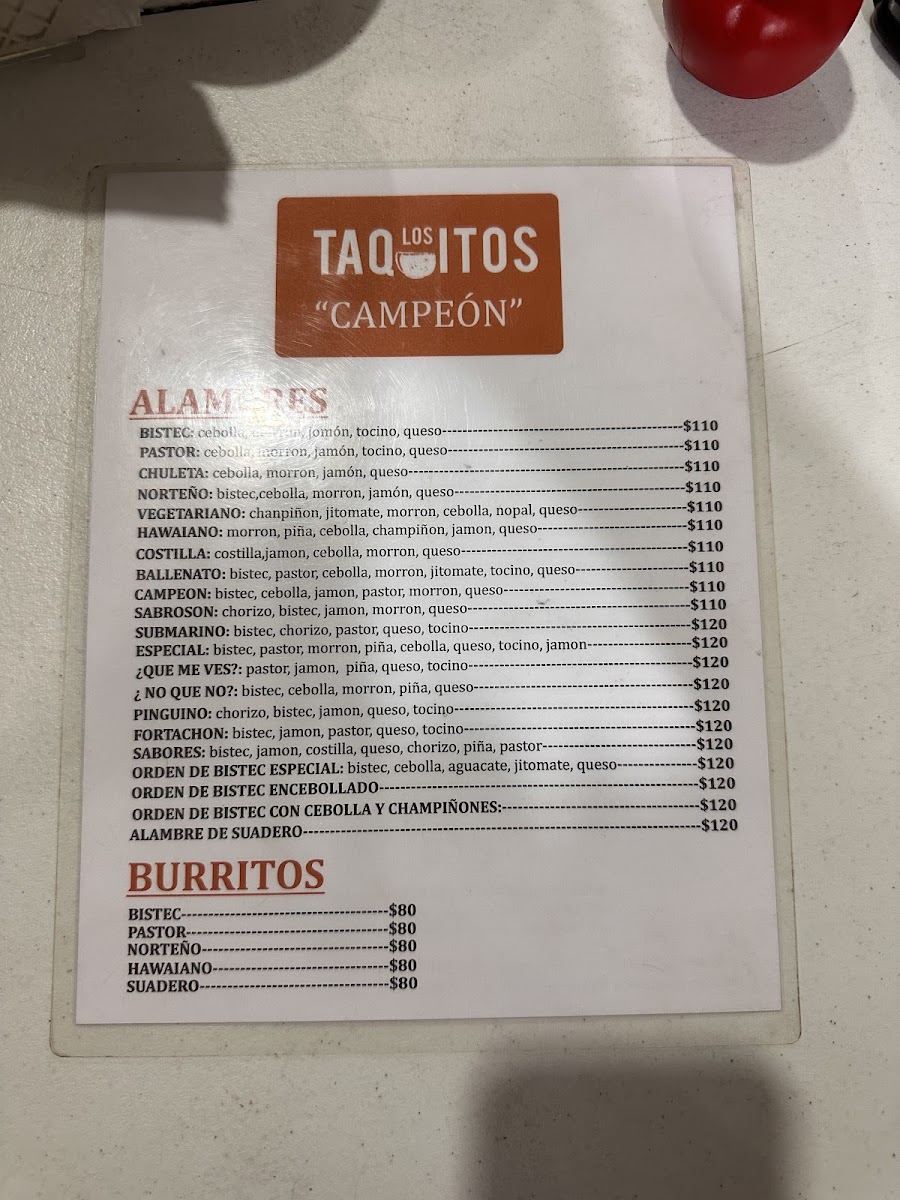 LOS
TAQUITOS
“CAMPEÓN”
ALAMBRES
BISTEC: cebolla, jomón, tocino, queso---$110
PASTOR: cebolla, morron, jamón, tocino, queso---$110
CHULETA: cebolla, morron, jamón, queso---$110
NORTEÑO: bistec,cebolla, morron, jamón, queso---$110
VEGETARIANO: chanpiñon, jitomate, morron, cebolla, nopal, queso---$110
HAWAIANO: morron, piña, cebolla, champiñon, jamon, queso---$110
COSTILLA: costilla,jamon, cebolla, morron, queso---$110
BALLENATO: bistec, pastor, cebolla, morron, jitomate, tocino, queso---$110
CAMPEON: bistec, cebolla, jamon, pastor, morron, queso---$110
SABROSON: chorizo, bistec, jamon, morron, queso---$110
SUBMARINO: bistec, chorizo, pastor, queso, tocino---$120
ESPECIAL: bistec, pastor, morron, piña, cebolla, queso, tocino, jamon---$120
¿QUE ME VES?: pastor, jamon, piña, queso, tocino---$120
¿ NO QUE NO?: bistec, cebolla, morron, piña, queso---$120
PINGUINO: chorizo, bistec, jamon, queso, tocino---$120
FORTACHON: bistec, jamon, pastor, queso, tocino---$120
SABORES: bistec, jamon, costilla, queso, chorizo, piña, pastor---$120
ORDEN DE BISTEC ESPECIAL: bistec, cebolla, aguacate, jitomate, queso---$120
ORDEN DE BISTEC ENCEBOLLADO---$120
ORDEN DE BISTEC CON CEBOLLA Y CHAMPIÑONES:---$120
ALAMBRE DE SUADERO---$120
BURRITOS
BISTEC---$80
PASTOR---$80
NORTEÑO---$80
HAWAIANO---$80
SUADERO---$80